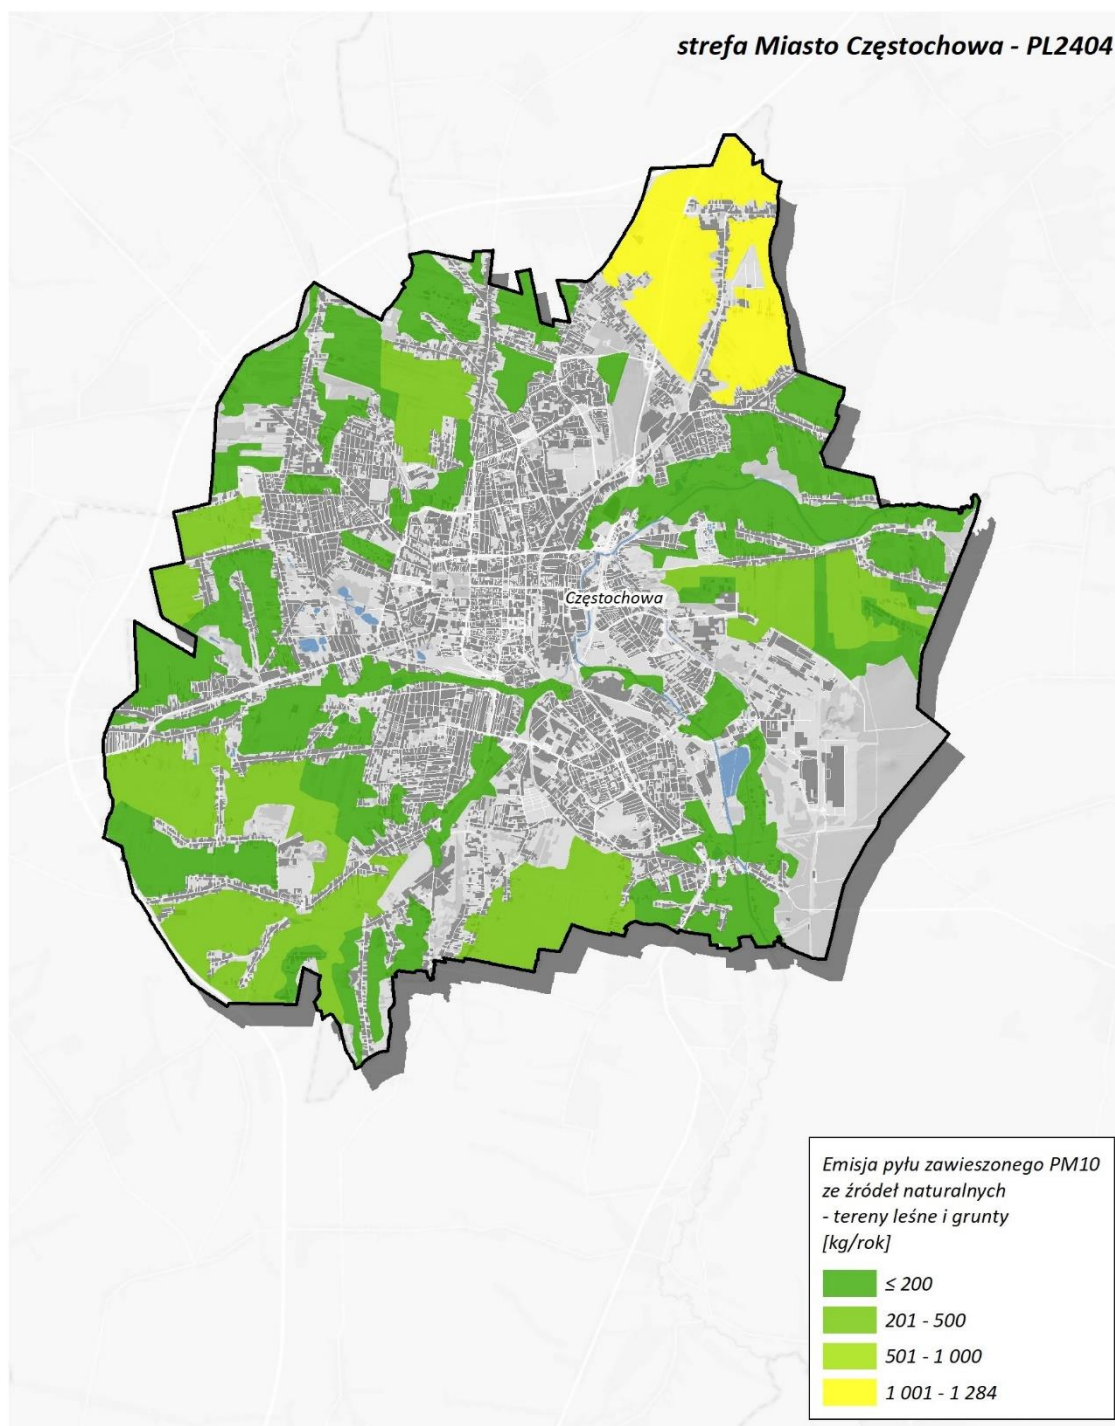 strefa Miasto Częstochowa - PL2404
Częstochowa
Emisja pyłu zawieszonego PM10
ze źródeł naturalnych
- tereny leśne i grunty
[kg/rok]
≤ 200
201 - 500
501 - 1 000
1 001 - 1 284